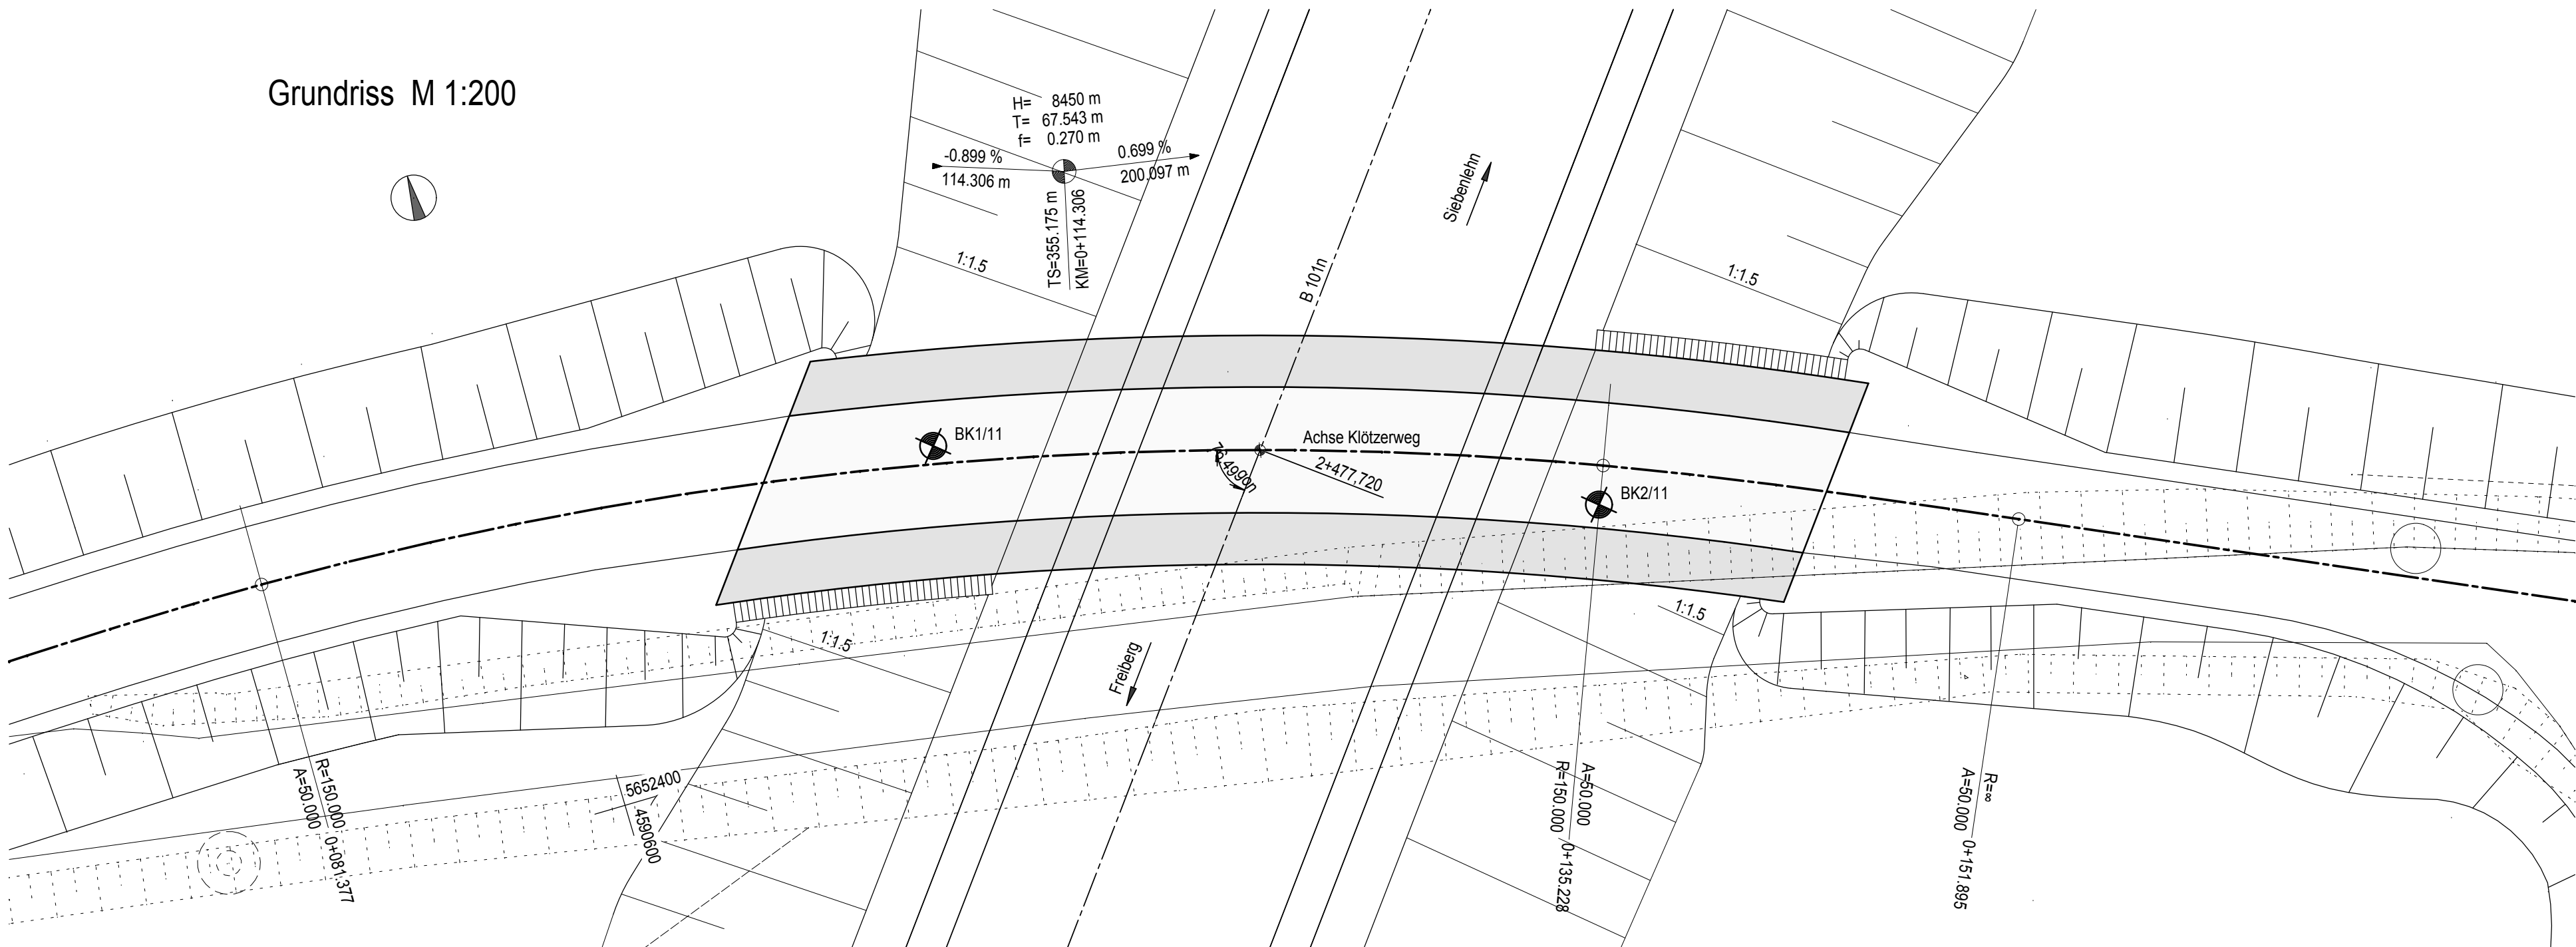 Grundriss M 1:200
H= 8450 m
T= 67.543 m
f= 0.270 m
-0.899 %
114.306 m
0.699 %
200.097 m
TS=355.175 m
KM=0+114.306
Siebenlehn
B 101n
1:1.5
1:1.5
BK1/11
Achse Klötzerweg
2+477,720
76.499gon
BK2/11
1:1.5
1:1.5
Freiberg
5652400
4590600
R=150.000
A=50.000 0+081.377
A=50.000
R=150.000 0+135.228
R=∞
A=50.000 0+151.895